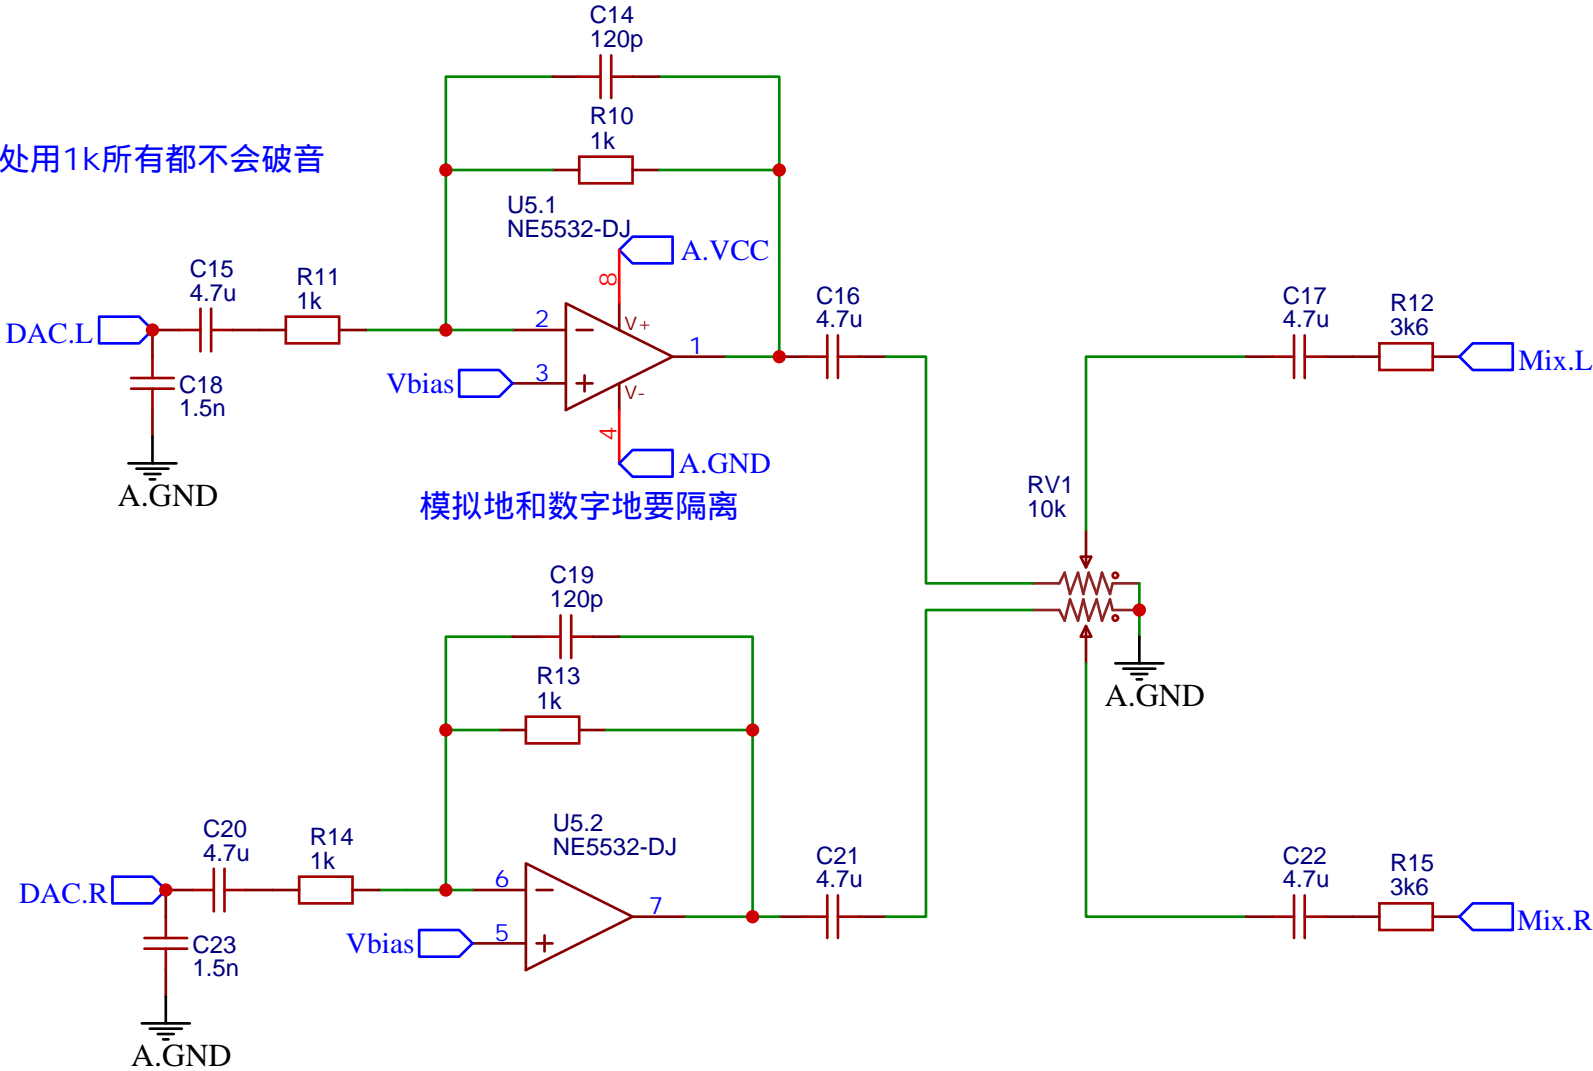 C14
120p
R10
1k
处用1k所有都不会破音
U5.1
NE5532-DJ
A.VCC
8
C15
4.7u
R11
1k
DAC.L
2
V+
1
C16
4.7u
C17
4.7u
R12
3k6
Mix.L
Vbias
3
V-
C18
1.5n
4
A.GND
A.GND
模拟地和数字地要隔离
RV1
10k
C19
120p
R13
1k
A.GND
U5.2
NE5532-DJ
C20
4.7u
R14
1k
DAC.R
6
7
C21
4.7u
C22
4.7u
R15
3k6
Mix.R
Vbias
5
C23
1.5n
A.GND